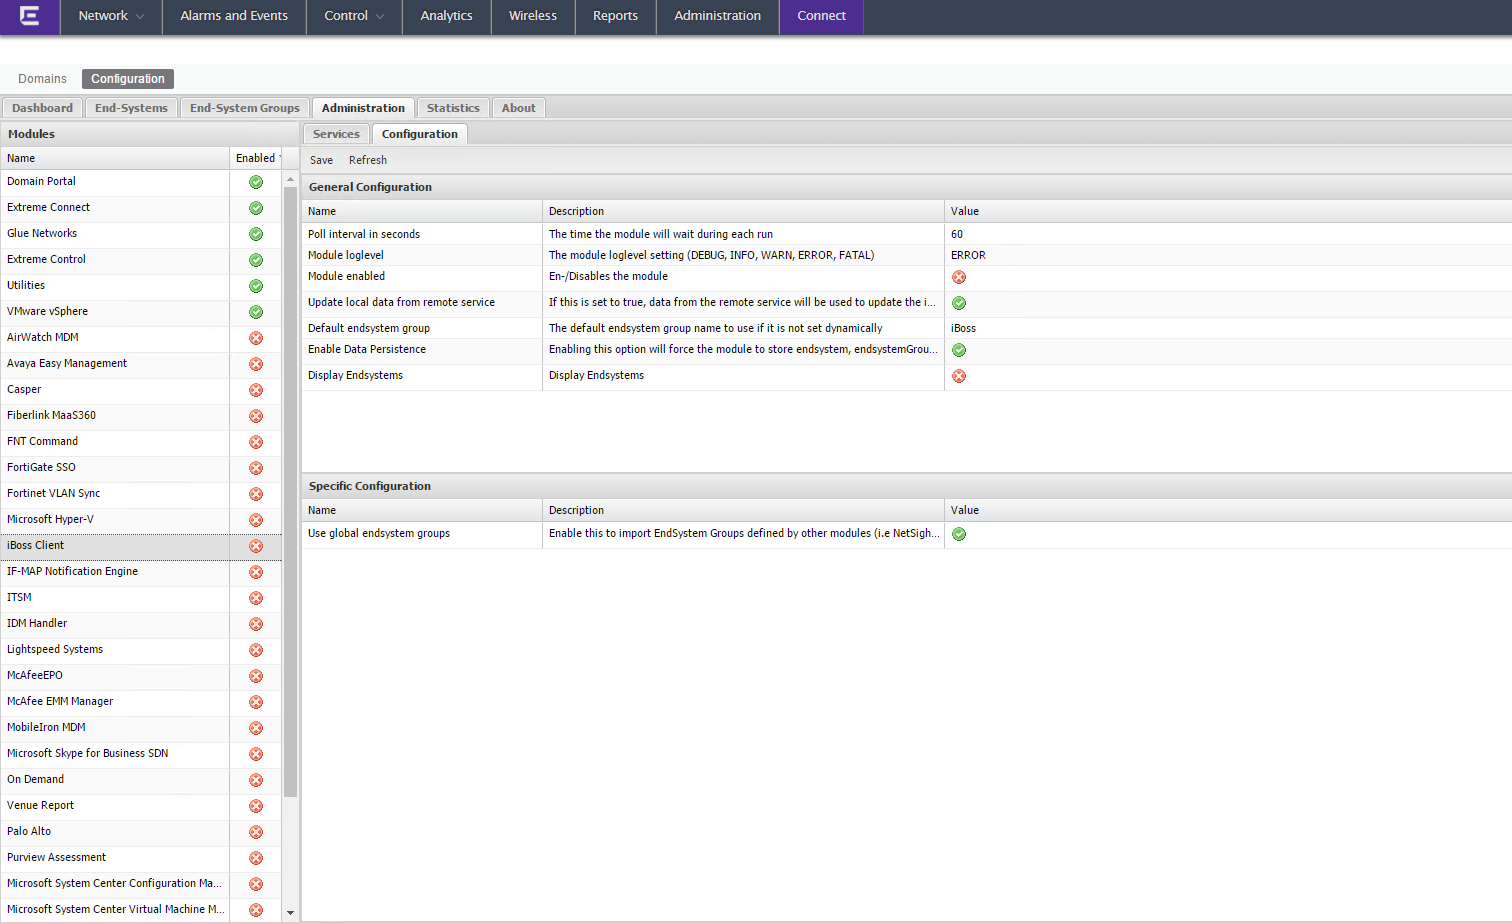 Network
Alarms and Events
Control
Analytics
Wireless
Reports
Administration
Connect
Domains
Configuration
Dashboard
End-Systems
End-System Groups
Administration
Statistics
About
Modules
Name Enabled
Domain Portal
Extreme Connect
Glue Networks
Extreme Control
Utilities
VMware vSphere
AirWatch MDM
Avaya Easy Management
Casper
Fiberlink MaaS360
FNT Command
FortiGate SSO
Fortinet VLAN Sync
Microsoft Hyper-V
iBoss Client
IF-MAP Notification Engine
ITSM
IDM Handler
Lightspeed Systems
McAfeeEPO
McAfee EMM Manager
MobileIron MDM
Microsoft Skype for Business SDN
On Demand
Venue Report
Palo Alto
Purview Assessment
Microsoft System Center Configuration Ma...
Microsoft System Center Virtual Machine M...
Services
Configuration
Save Refresh
General Configuration
Name Description Value
Poll interval in seconds The time the module will wait during each run 60
Module loglevel The module loglevel setting (DEBUG, INFO, WARN, ERROR, FATAL) ERROR
Module enabled En-/Disables the module
Update local data from remote service If this is set to true, data from the remote service will be used to update the i...
Default endsystem group The default endsystem group name to use if it is not set dynamically iBoss
Enable Data Persistence Enabling this option will force the module to store endsystem, endsystemGrou...
Display Endsystems Display Endsystems
Specific Configuration
Name Description Value
Use global endsystem groups Enable this to import EndSystem Groups defined by other modules (i.e NetSigh...